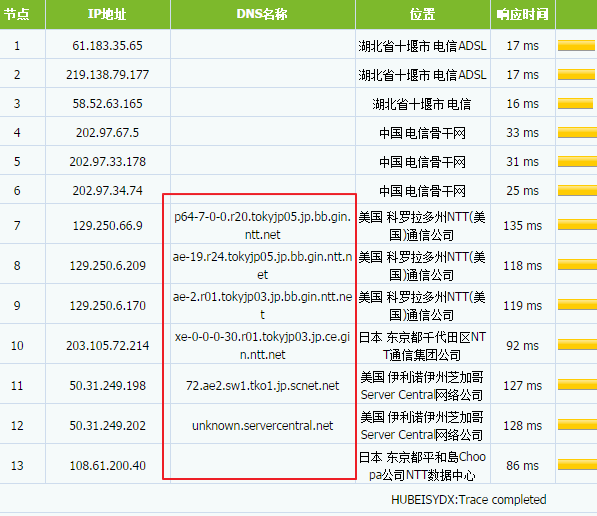 节点 IP地址 DNS名称 位置 响应时间
1 61.183.35.65 湖北省十堰市 电信ADSL 17 ms
2 219.138.79.177 湖北省十堰市 电信ADSL 17 ms
3 58.52.63.165 湖北省十堰市 电信 16 ms
4 202.97.67.5 中国 电信骨干网 33 ms
5 202.97.33.178 中国 电信骨干网 31 ms
6 202.97.34.74 中国 电信骨干网 25 ms
7 129.250.66.9 p64-7-0-0.r20.tokyjp05.jp.bb.gin. 美国 科罗拉多州NTT(美 135 ms
ntt.net 国)通信公司
8 129.250.6.209 ae-19.r24.tokyjp05.jp.bb.gin.ntt.n 美国 科罗拉多州NTT(美 118 ms
et 国)通信公司
9 129.250.6.170 ae-2.r01.tokyjp03.jp.bb.gin.ntt.ne 美国 科罗拉多州NTT(美 119 ms
t 国)通信公司
10 203.105.72.214 xe-0-0-0-30.r01.tokyjp03.jp.ce.gi 日本 东京都千代田区NT 92 ms
n.ntt.net T通信集团公司
11 50.31.249.198 72.ae2.sw1.tko1.jp.scnet.net 美国 伊利诺伊州芝加哥 127 ms
Server Central网络公司
12 50.31.249.202 unknown.servercentral.net 美国 伊利诺伊州芝加哥 128 ms
Server Central网络公司
13 108.61.200.40 日本 东京都平和島Choo 86 ms
pa公司NTT数据中心
HUBEISYDX:Trace completed